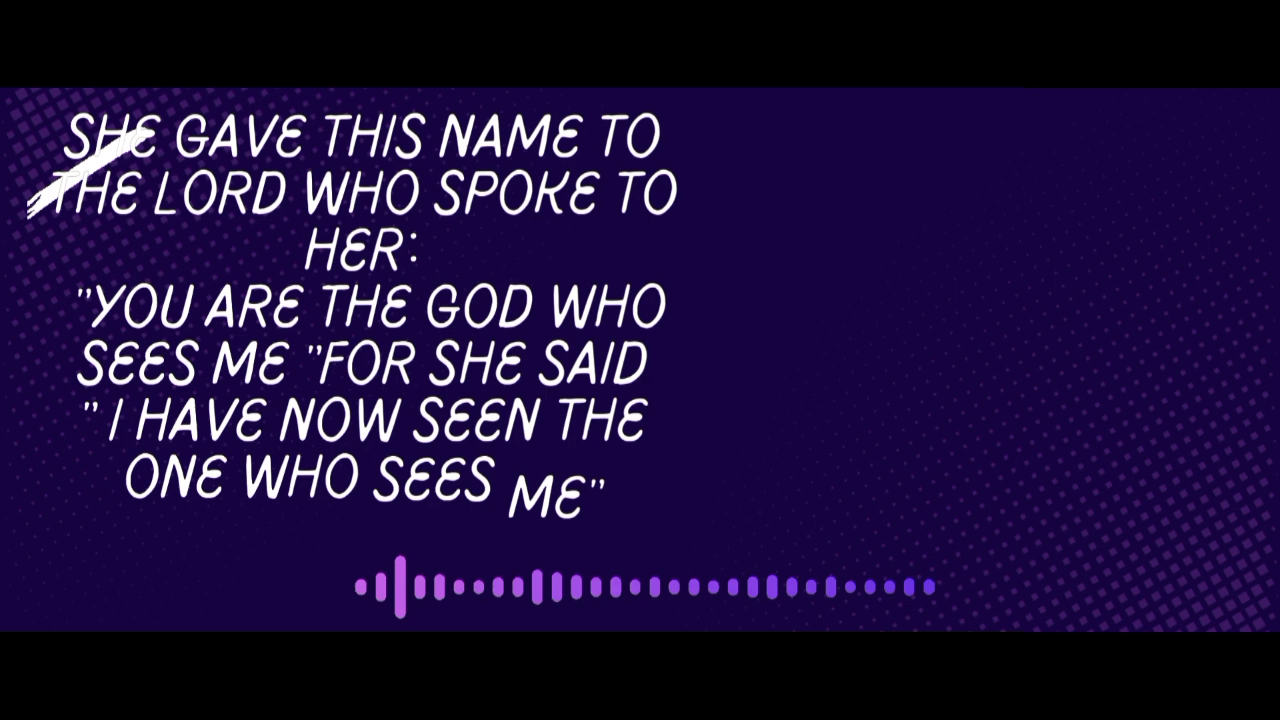 SHE GAVE THIS NAME TO
THE LORD WHO SPOKE TO
HER:
"YOU ARE THE GOD WHO
SEES ME "FOR SHE SAID
" I HAVE NOW SEEN THE
ONE WHO SEES ME"